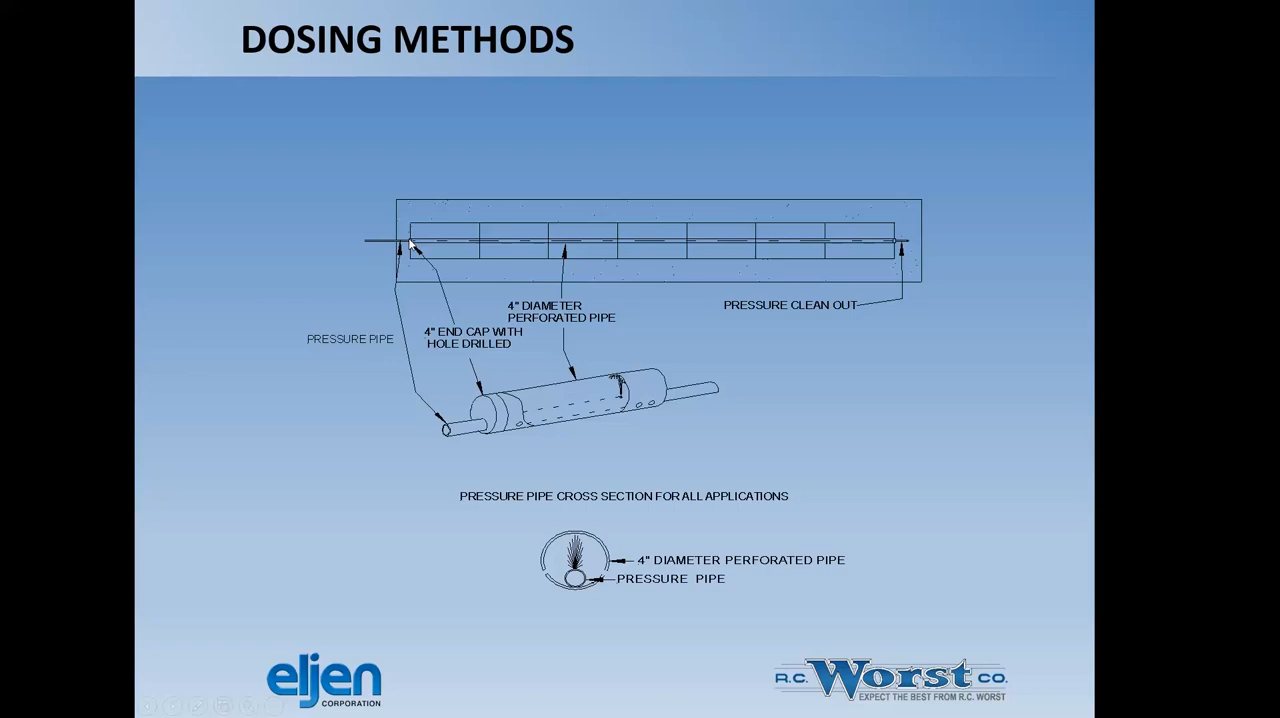 DOSING METHODS
4" DIAMETER
PERFORATED PIPE
PRESSURE CLEAN OUT
4" END CAP WITH
HOLE DRILLED
PRESSURE PIPE
PRESSURE PIPE CROSS SECTION FOR ALL APPLICATIONS
4" DIAMETER PERFORATED PIPE
PRESSURE PIPE
eljen
CORPORATION
R.C. Worst CO.
EXPECT THE BEST FROM R.C. WORST